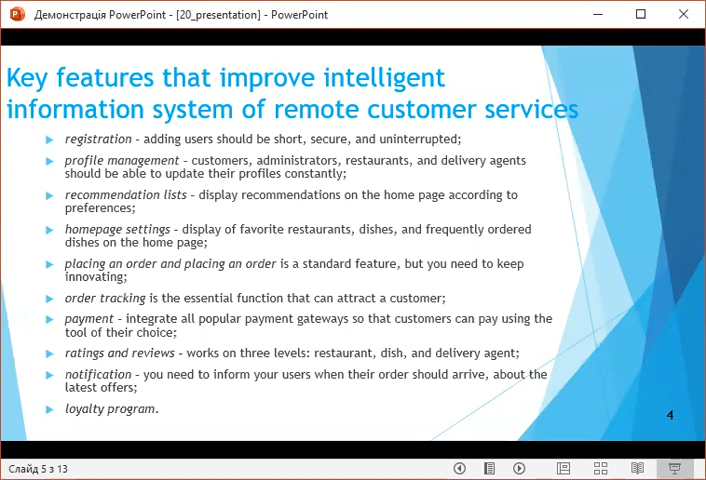 Демонстрація PowerPoint - [20_presentation] - PowerPoint
Key features that improve intelligent
information system of remote customer services
registration – adding users should be short, secure, and uninterrupted;
profile management – customers, administrators, restaurants, and delivery agents
should be able to update their profiles constantly;
recommendation lists – display recommendations on the home page according to
preferences;
homepage settings – display of favorite restaurants, dishes, and frequently ordered
dishes on the home page;
placing an order and placing an order is a standard feature, but you need to keep
innovating;
order tracking is the essential function that can attract a customer;
payment – integrate all popular payment gateways so that customers can pay using the
tool of their choice;
ratings and reviews – works on three levels: restaurant, dish, and delivery agent;
notification – you need to inform your users when their order should arrive, about the
latest offers;
loyalty program.
4
Слайд 5 з 13